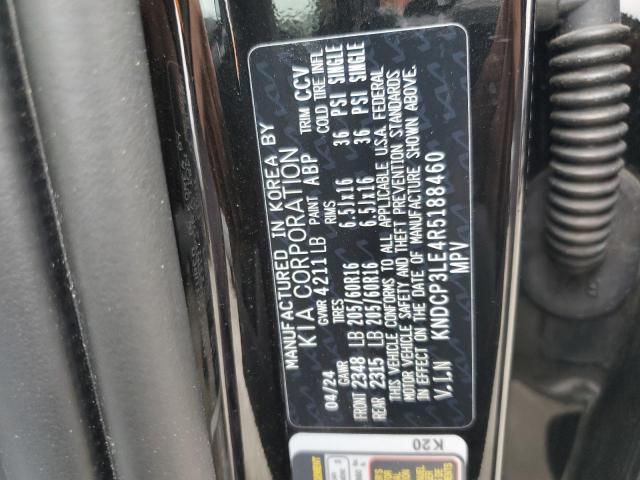 MANUFACTURED IN KOREA BY
KIA CORPORATION
04/24 GVWR 4211 LB PAINT ABP TRIM CCV
GAWR TIRES RIMS COLD TIRE INFL
FRONT 2348 LB 205/60R16 6.5Jx16 36 PSI SINGLE
REAR 2315 LB 205/60R16 6.5Jx16 36 PSI SINGLE
THIS VEHICLE CONFORMS TO ALL APPLICABLE U.S.A. FEDERAL
MOTOR VEHICLE SAFETY AND THEFT PREVENTION STANDARDS
IN EFFECT ON THE DATE OF MANUFACTURE SHOWN ABOVE.
V.I.N KNDCP3LE4R5188460
MPV
K20